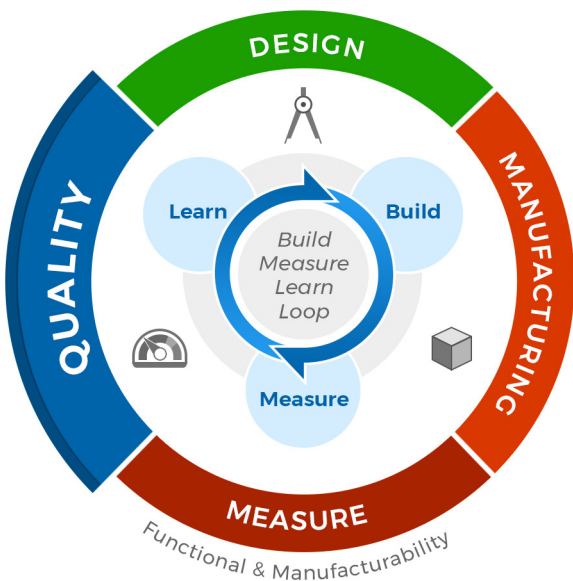 DESIGN
MANUFACTURING
MEASURE
Functional & Manufacturability
QUALITY
Learn
Build
Measure
Build
Measure
Learn
Loop